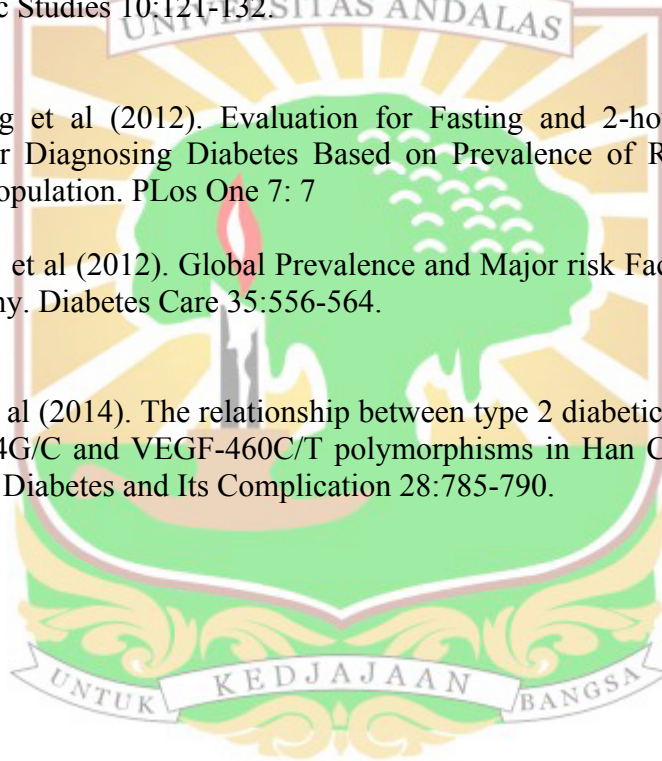 ic Studies 10:121-132.
UNIVERSITAS ANDALAS
g et al (2012). Evaluation for Fasting and 2-ho
r Diagnosing Diabetes Based on Prevalence of R
opulation. PLos One 7: 7
et al (2012). Global Prevalence and Major risk Fac
ny. Diabetes Care 35:556-564.
al (2014). The relationship between type 2 diabetic
4G/C and VEGF-460C/T polymorphisms in Han C
Diabetes and Its Complication 28:785-790.
UNTUK KEDJAJAAN BANGSA